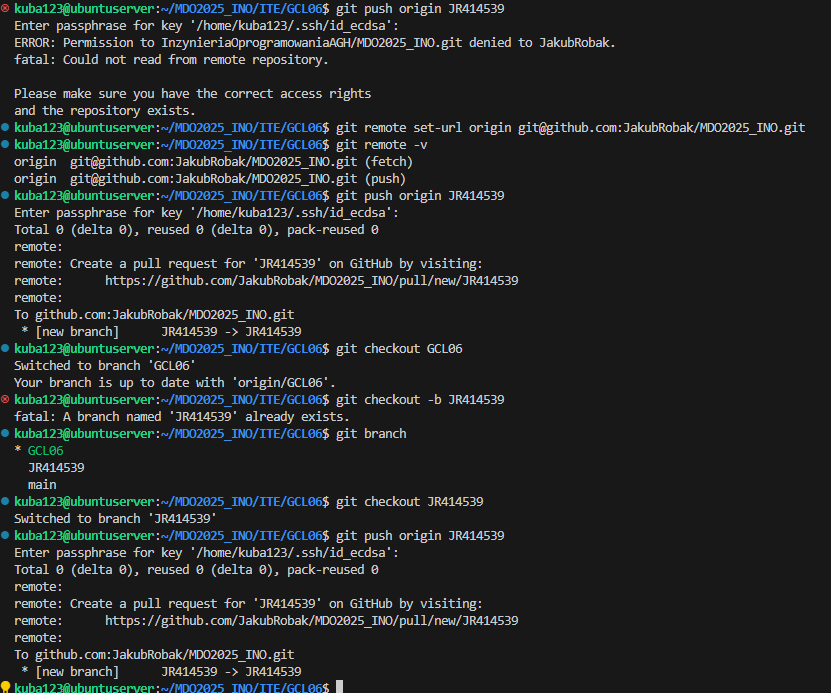 kuba123@ubuntuserver:~/MDO2025_INO/ITE/GCL06$ git push origin JR414539
Enter passphrase for key '/home/kuba123/.ssh/id_ecdsa':
ERROR: Permission to InzynieriaOprogramowaniaAGH/MDO2025_INO.git denied to JakubRobak.
fatal: Could not read from remote repository.

Please make sure you have the correct access rights
and the repository exists.
kuba123@ubuntuserver:~/MDO2025_INO/ITE/GCL06$ git remote set-url origin git@github.com:JakubRobak/MDO2025_INO.git
kuba123@ubuntuserver:~/MDO2025_INO/ITE/GCL06$ git remote -v
origin  git@github.com:JakubRobak/MDO2025_INO.git (fetch)
origin  git@github.com:JakubRobak/MDO2025_INO.git (push)
kuba123@ubuntuserver:~/MDO2025_INO/ITE/GCL06$ git push origin JR414539
Enter passphrase for key '/home/kuba123/.ssh/id_ecdsa':
Total 0 (delta 0), reused 0 (delta 0), pack-reused 0
remote:
remote: Create a pull request for 'JR414539' on GitHub by visiting:
remote:      https://github.com/JakubRobak/MDO2025_INO/pull/new/JR414539
remote:
To github.com:JakubRobak/MDO2025_INO.git
 * [new branch]      JR414539 -> JR414539
kuba123@ubuntuserver:~/MDO2025_INO/ITE/GCL06$ git checkout GCL06
Switched to branch 'GCL06'
Your branch is up to date with 'origin/GCL06'.
kuba123@ubuntuserver:~/MDO2025_INO/ITE/GCL06$ git checkout -b JR414539
fatal: A branch named 'JR414539' already exists.
kuba123@ubuntuserver:~/MDO2025_INO/ITE/GCL06$ git branch
* GCL06
  JR414539
  main
kuba123@ubuntuserver:~/MDO2025_INO/ITE/GCL06$ git checkout JR414539
Switched to branch 'JR414539'
kuba123@ubuntuserver:~/MDO2025_INO/ITE/GCL06$ git push origin JR414539
Enter passphrase for key '/home/kuba123/.ssh/id_ecdsa':
Total 0 (delta 0), reused 0 (delta 0), pack-reused 0
remote:
remote: Create a pull request for 'JR414539' on GitHub by visiting:
remote:      https://github.com/JakubRobak/MDO2025_INO/pull/new/JR414539
remote:
To github.com:JakubRobak/MDO2025_INO.git
 * [new branch]      JR414539 -> JR414539
kuba123@ubuntuserver:~/MDO2025_INO/ITE/GCL06$